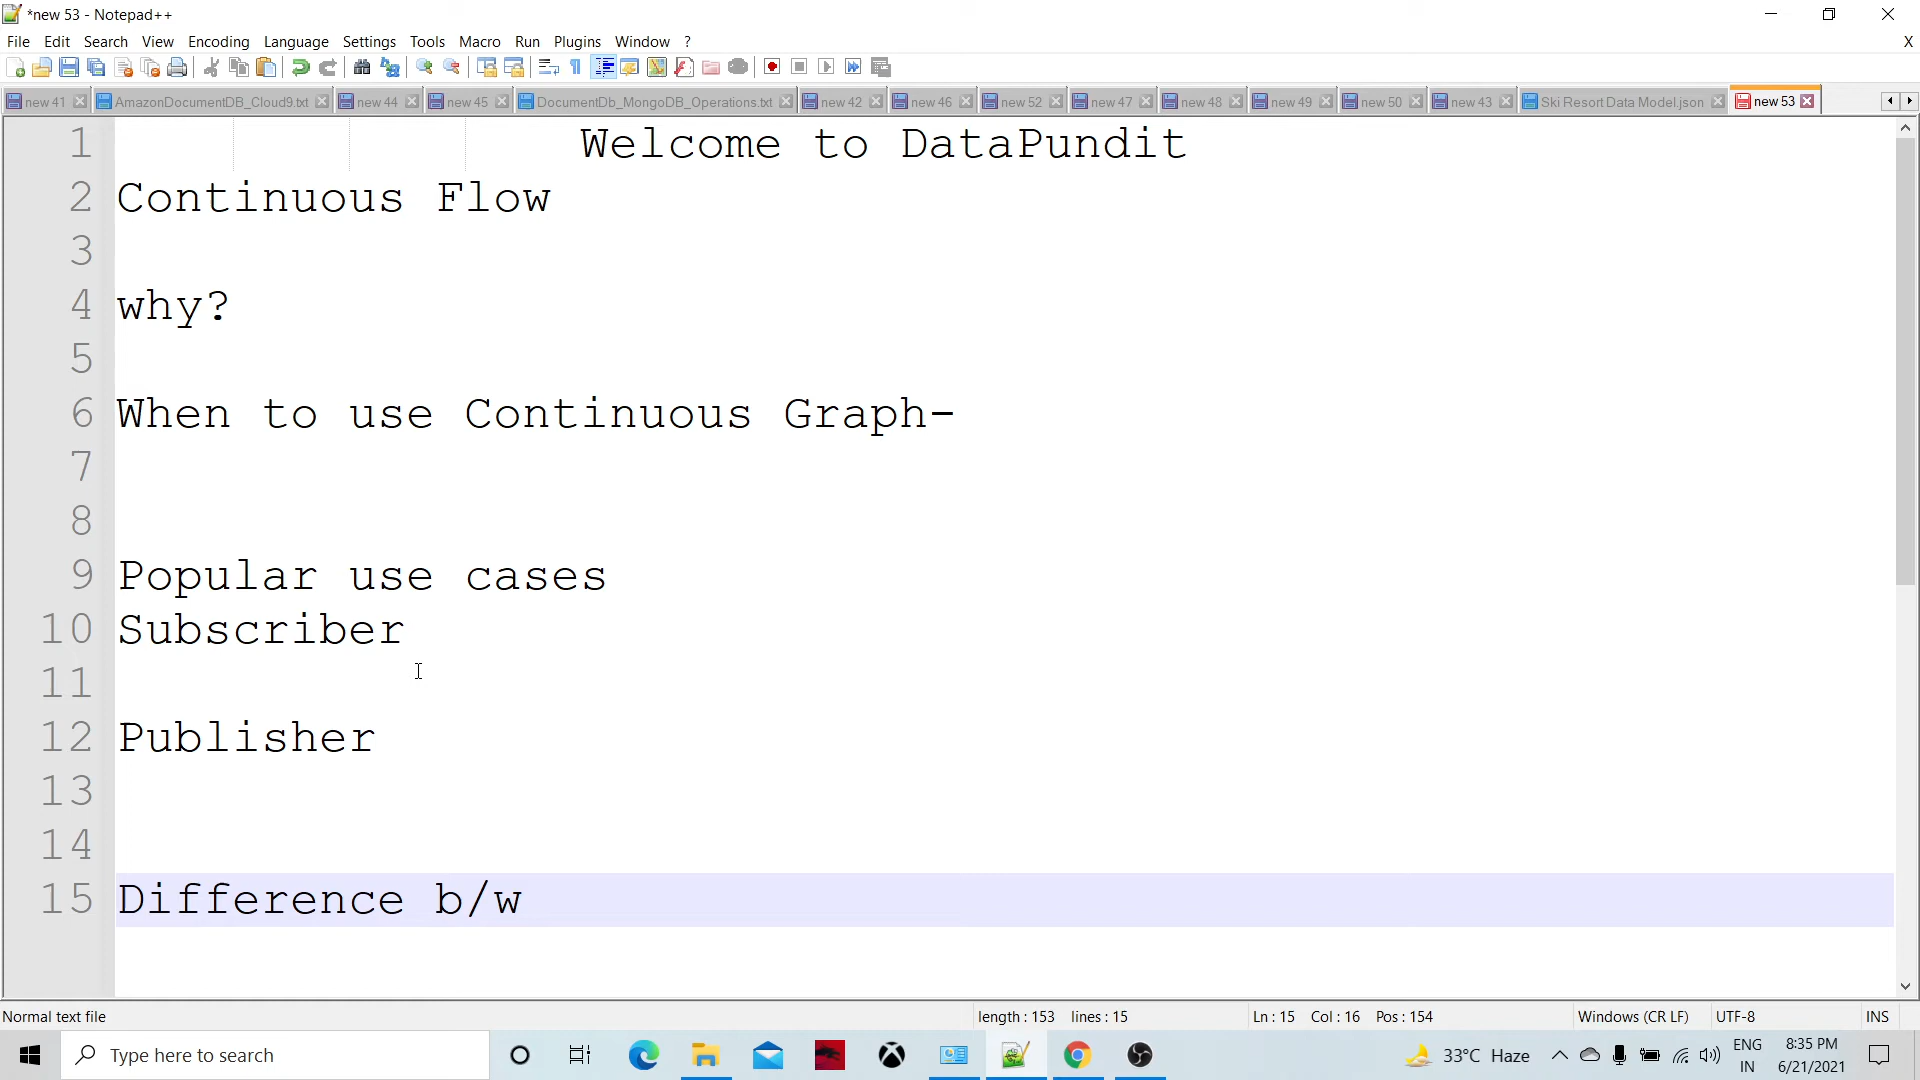 *new 53 - Notepad++
File Edit Search View Encoding Language Settings Tools Macro Run Plugins Window ?
X
new 41 AmazonDocumentDB_Cloud9.txt new 44 new 45 DocumentDb_MongoDB_Operations.txt new 42 new 46 new 52 new 47 new 48 new 49 new 50 new 43 Ski Resort Data Model.json new 53
1 Welcome to DataPundit
2 Continuous Flow
3
4 why?
5
6 When to use Continuous Graph-
7
8
9 Popular use cases
10 Subscriber
11
12 Publisher
13
14
15 Difference b/w
Normal text file length : 153 lines : 15 Ln : 15 Col : 16 Pos : 154 Windows (CR LF) UTF-8 INS
Type here to search 33°C Haze ENG IN 8:35 PM 6/21/2021